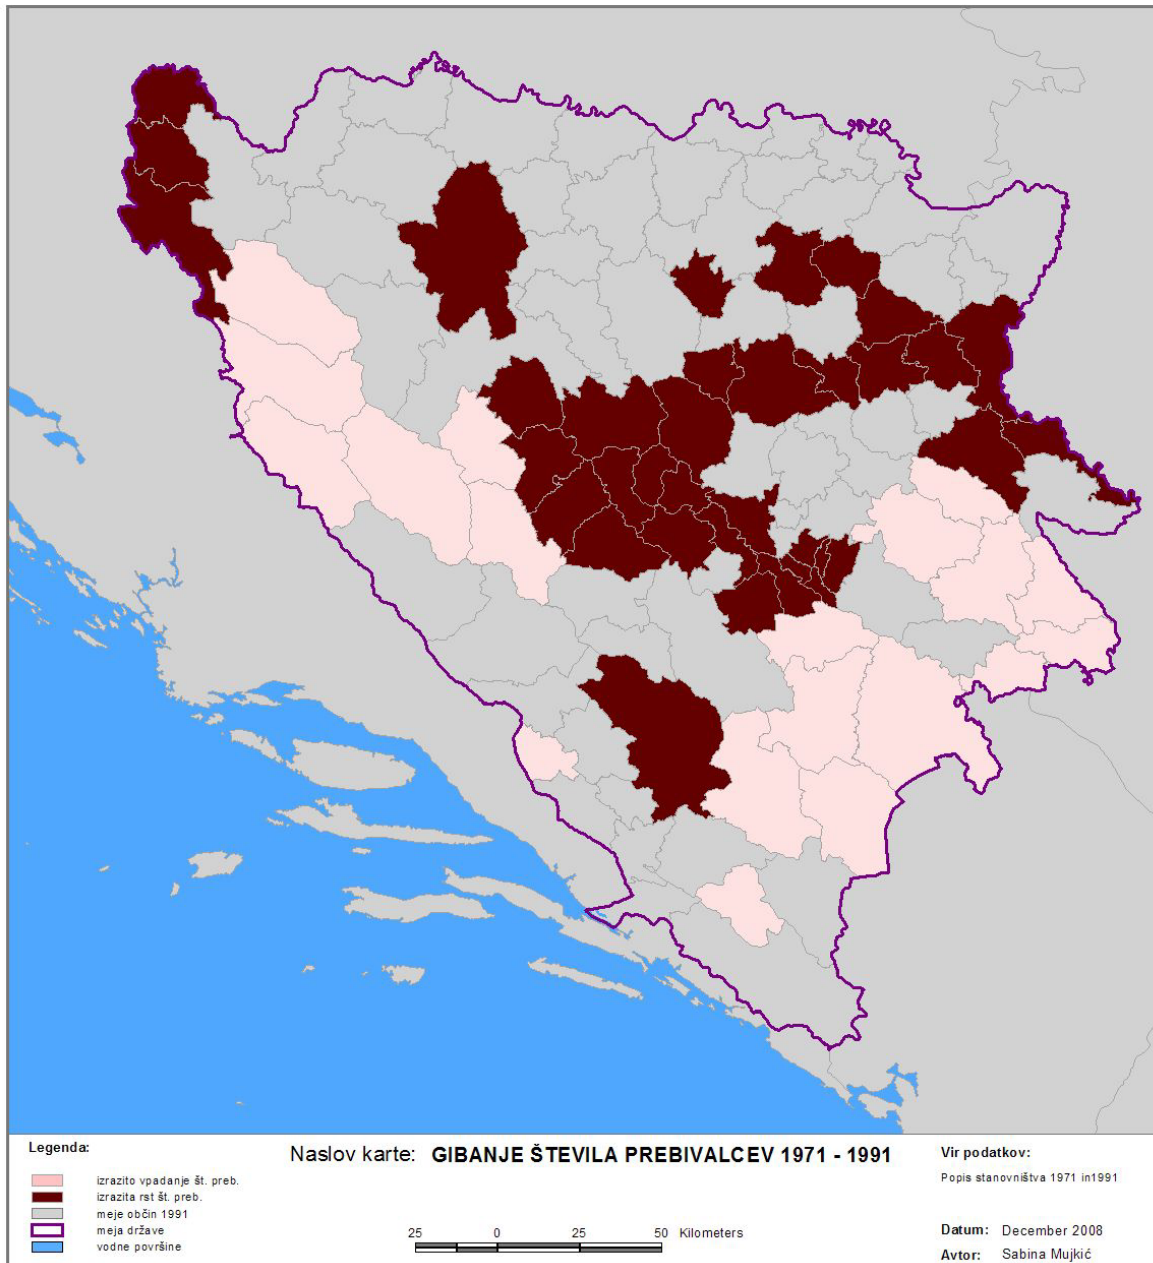 Legenda:
izrazito vpadanje št. preb.
izrazita rst št. preb.
meje občin 1991
meja države
vodne površine
Naslov karte: GIBANJE ŠTEVILA PREBIVALCEV 1971 - 1991
25 0 25 50 Kilometers
Vir podatkov:
Popis stanovništva 1971 in1991
Datum: December 2008
Avtor: Sabina Mujkić